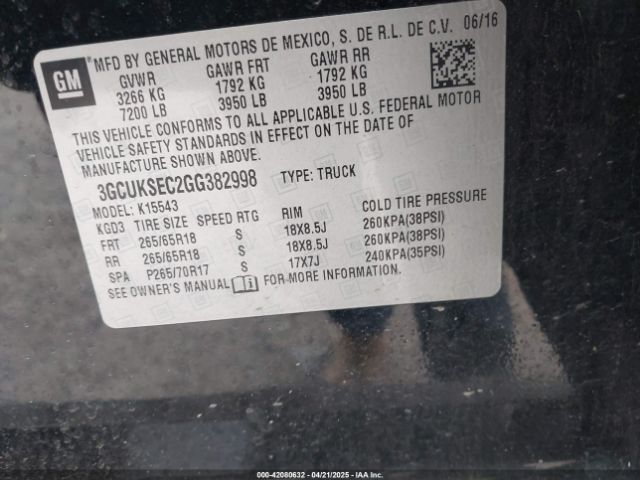 GM
MFD BY GENERAL MOTORS DE MEXICO, S. DE R.L. DE C.V. 06/16
GVWR GAWR FRT GAWR RR
3266 KG 1792 KG 1792 KG
7200 LB 3950 LB 3950 LB
THIS VEHICLE CONFORMS TO ALL APPLICABLE U.S. FEDERAL MOTOR
VEHICLE SAFETY STANDARDS IN EFFECT ON THE DATE OF
MANUFACTURE SHOWN ABOVE.
3GCUKSEC2GG382998 TYPE: TRUCK
MODEL: K15543
KGD3 TIRE SIZE SPEED RTG RIM COLD TIRE PRESSURE
FRT 265/65R18 S 18X8.5J 260KPA(38PSI)
RR 265/65R18 S 18X8.5J 260KPA(38PSI)
SPA P265/70R17 S 17X7J 240KPA(35PSI)
SEE OWNER'S MANUAL FOR MORE INFORMATION.
000-42080632 - 04/21/2025 - IAA Inc.